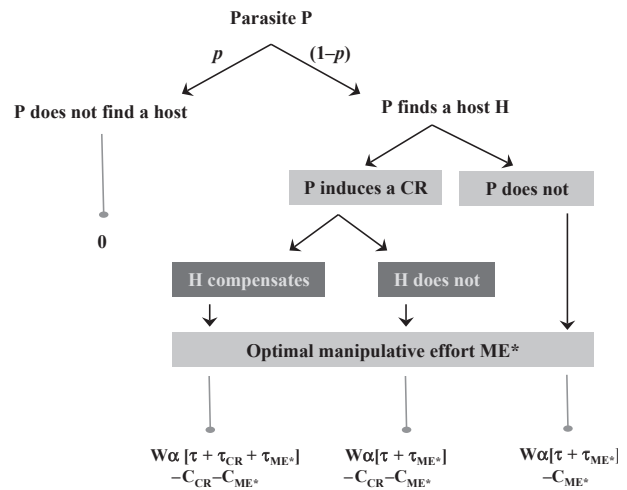 Parasite P
p (1–p)
P does not find a host
P finds a host H
P induces a CR P does not
0
H compensates H does not
Optimal manipulative effort ME*
Wα [τ + τCR + τME*] Wα[τ + τME*] Wα[τ + τME*]
–CCR–CME* –CCR–CME* –CME*